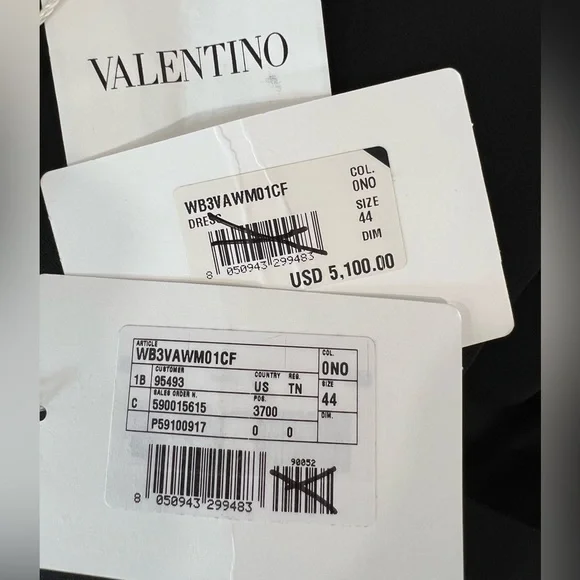 VALENTINO
WB3VAWM01CF
COL.
0NO
DRESS
SIZE
44
DIM
8 050943 299483
USD 5,100.00
ARTICLE
WB3VAWM01CF
COL.
0NO
CUSTOMER COUNTRY REG.
1B 95493 US TN
SIZE
44
SALES ORDER N. POS.
C 590015615 3700
DIM.
P59100917 0 0
90052
8 050943 299483